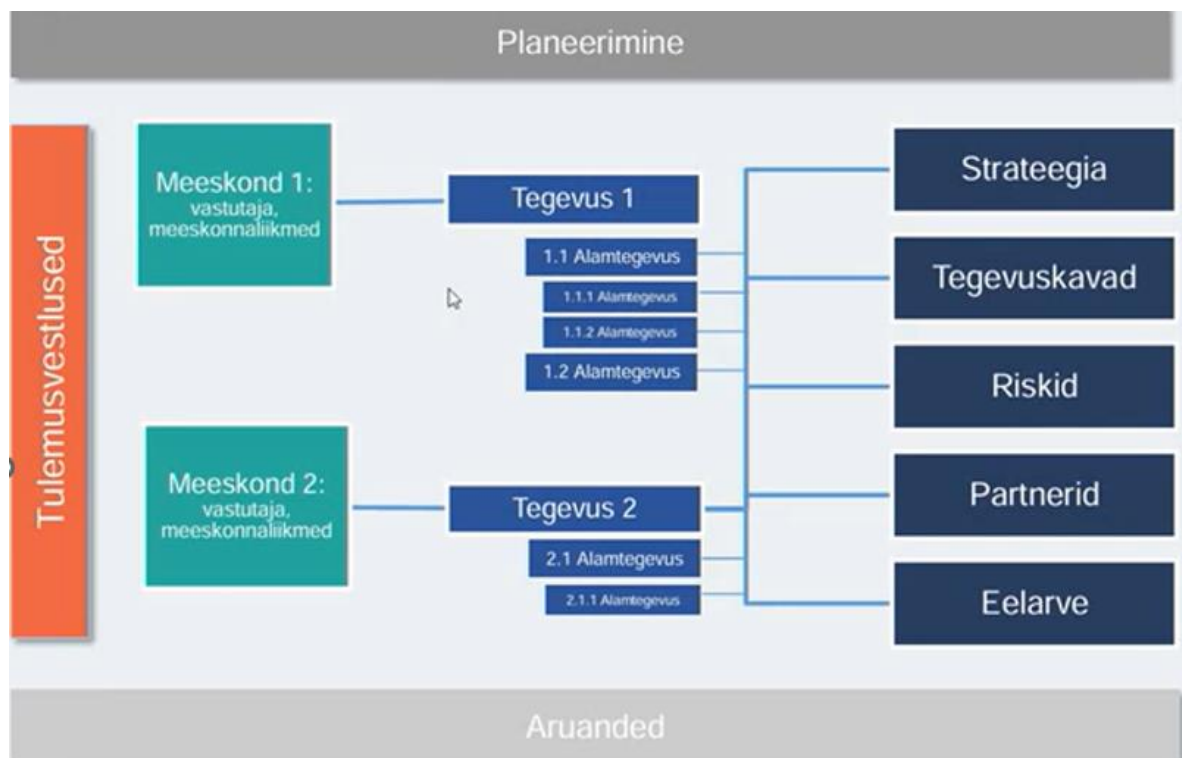 Planeerimine
Tulemusvestlused
Meeskond 1:
vastutaja,
meeskonnaliikmed
Tegevus 1
1.1 Alamtegevus
1.1.1 Alamtegevus
1.1.2 Alamtegevus
1.2 Alamtegevus
Meeskond 2:
vastutaja,
meeskonnaliikmed
Tegevus 2
2.1 Alamtegevus
2.1.1 Alamtegevus
Strateegia
Tegevuskavad
Riskid
Partnerid
Eelarve
Aruanded